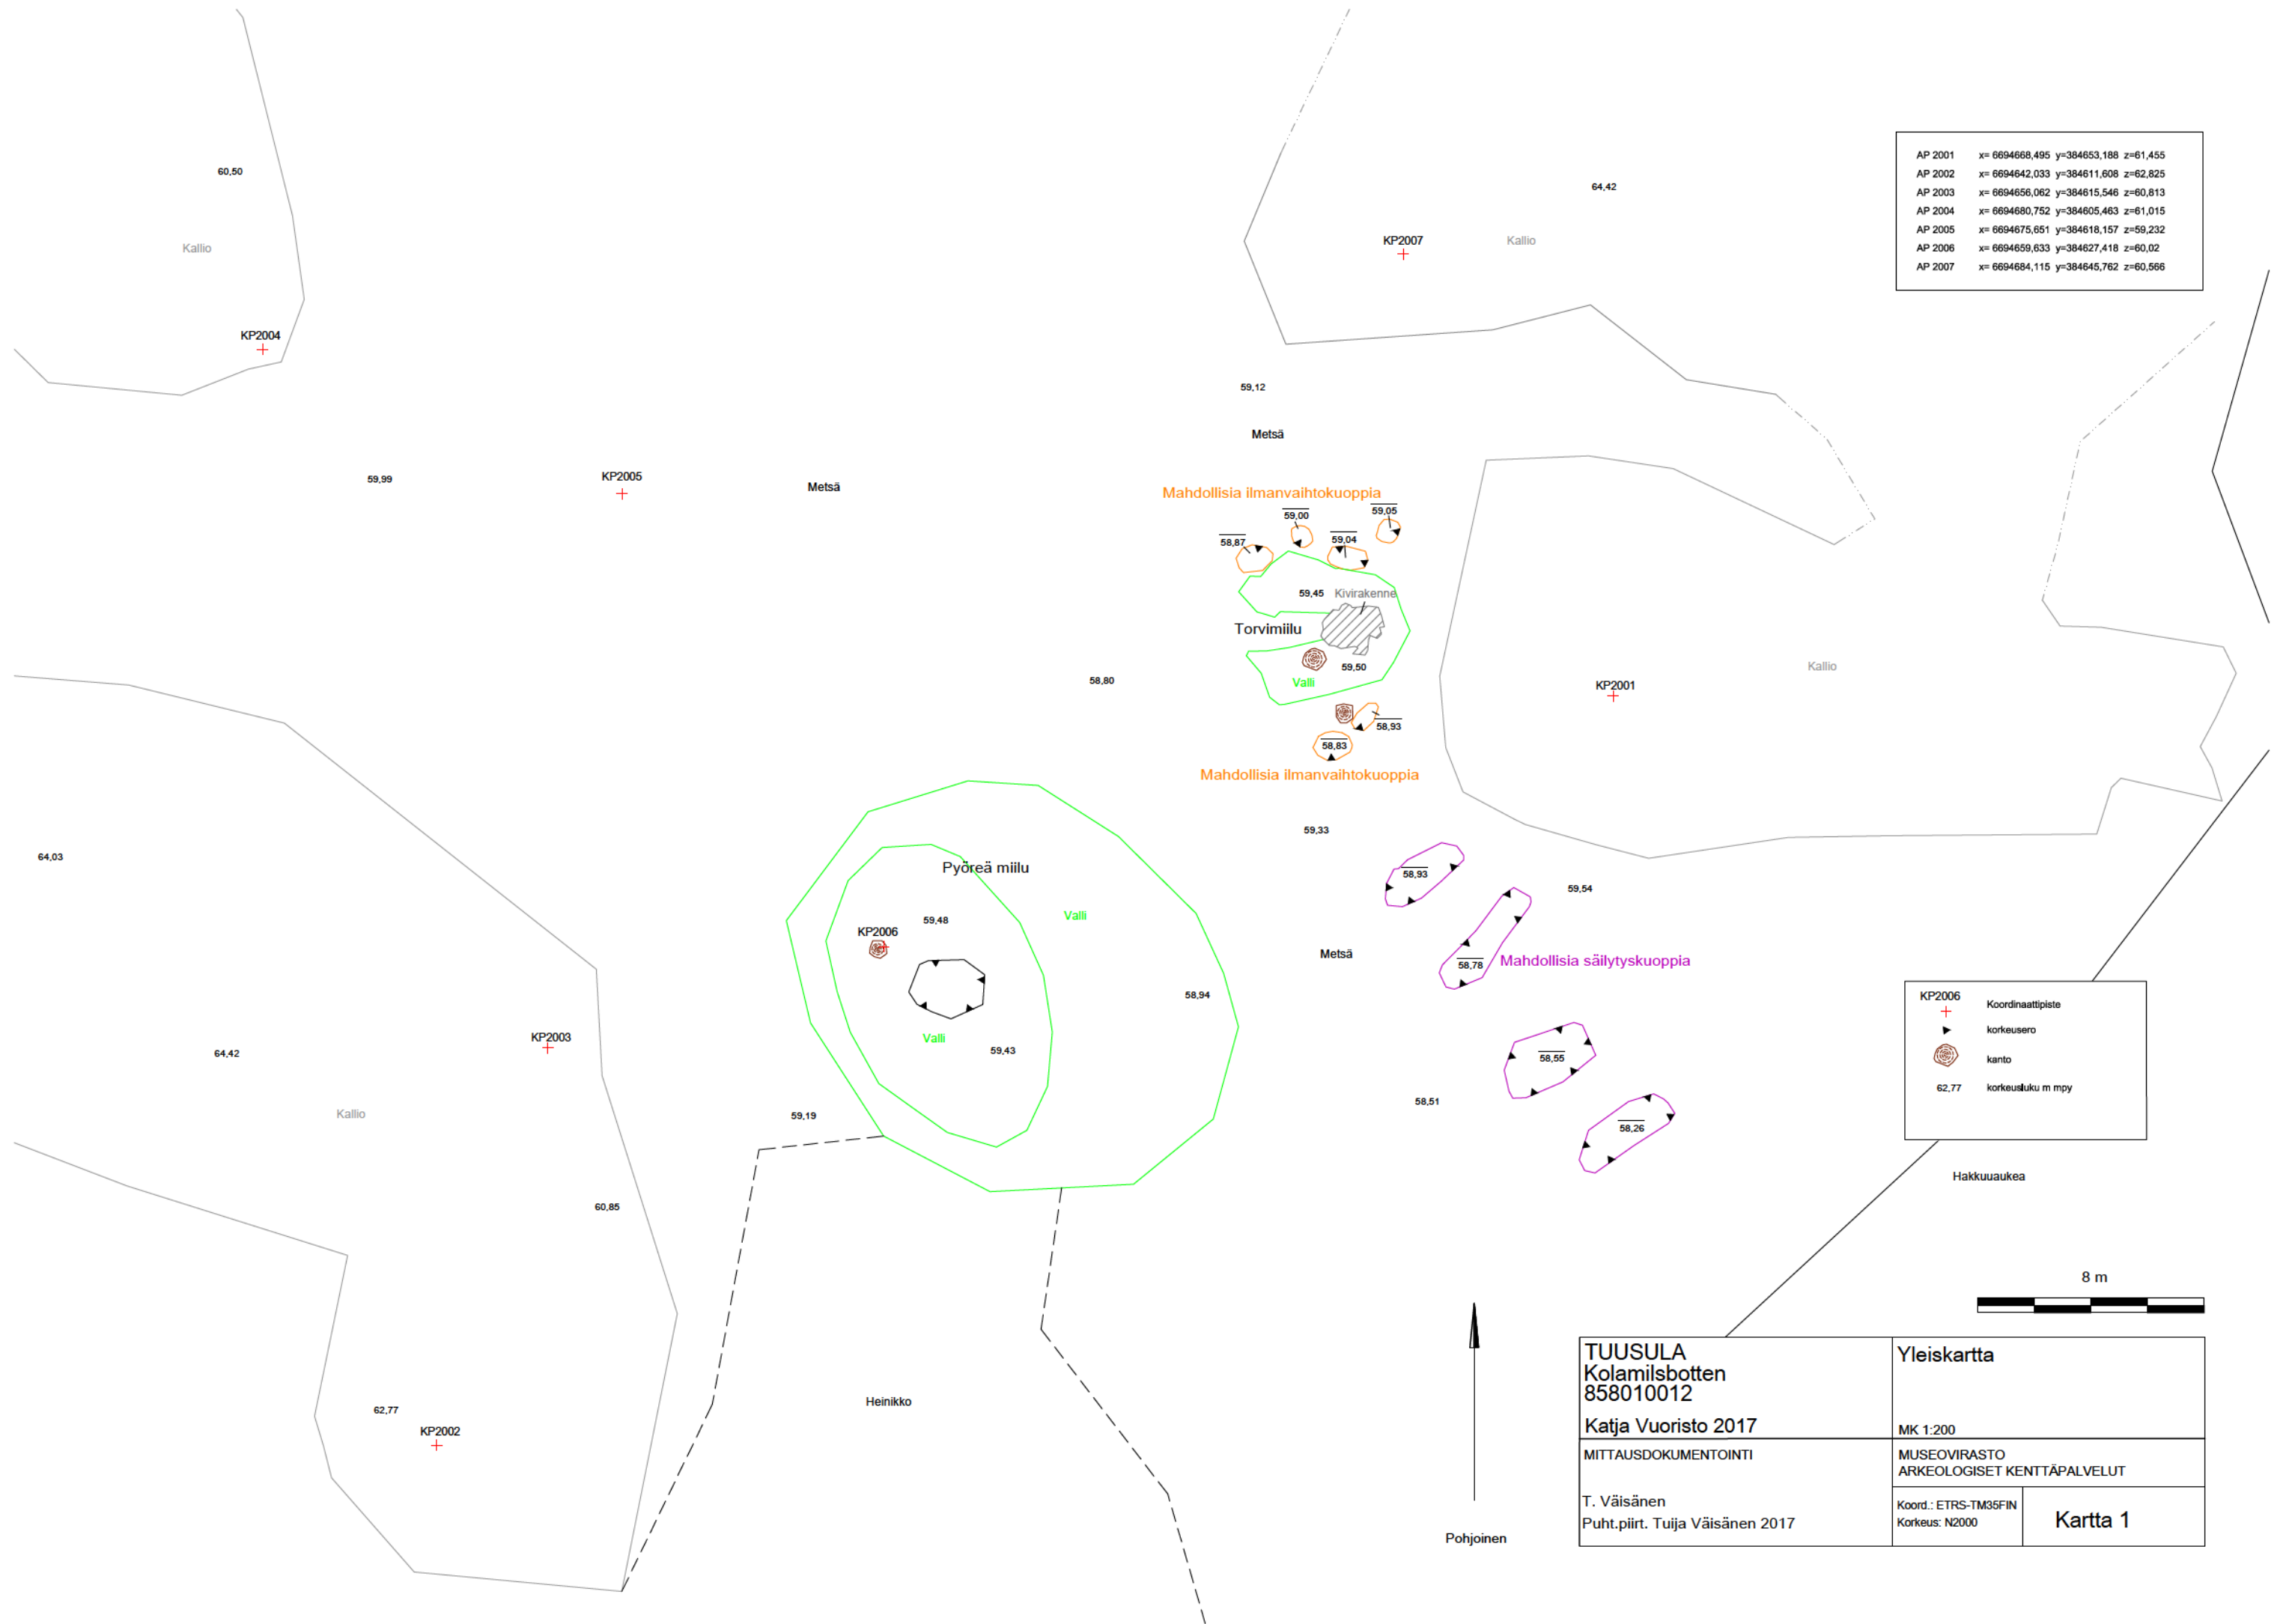 60,50
Kallio
KP2004
64,42
KP2007
Kallio
AP 2001 x= 6694668,495 y=384653,188 z=61,455
AP 2002 x= 6694642,033 y=384611,608 z=62,825
AP 2003 x= 6694656,062 y=384615,546 z=60,813
AP 2004 x= 6694680,752 y=384605,463 z=61,015
AP 2005 x= 6694675,651 y=384618,157 z=59,232
AP 2006 x= 6694659,633 y=384627,418 z=60,02
AP 2007 x= 6694684,115 y=384645,762 z=60,566
59,12
Metsä
59,99
KP2005
Metsä
Mahdollisia ilmanvaihtokuoppia
59,00
59,05
58,87
59,04
59,45
Kivirakenne
Torvimiilu
59,50
Valli
58,80
KP2001
Kallio
58,93
58,83
Mahdollisia ilmanvaihtokuoppia
59,33
64,03
Pyöreä miilu
58,93
59,54
59,48
Valli
KP2006
Metsä
58,78
Mahdollisia säilytyskuoppia
58,94
KP2003
Valli
59,43
64,42
58,55
Kallio
59,19
58,51
58,26
60,85
KP2006
Koordinaattipiste
korkeusero
kanto
62,77 korkeusluku m mpy
Hakkuuaukea
8 m
62,77
KP2002
Heinikko
Pohjoinen
TUUSULA
Kolamilsbotten
858010012
Katja Vuoristo 2017
Yleiskartta
MK 1:200
MITTAUSDOKUMENTOINTI
T. Väisänen
Puht.piirt. Tuija Väisänen 2017
MUSEOVIRASTO
ARKEOLOGISET KENTTÄPALVELUT
Koord.: ETRS-TM35FIN
Korkeus: N2000
Kartta 1